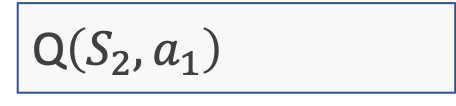 Q(S₂, a₁)